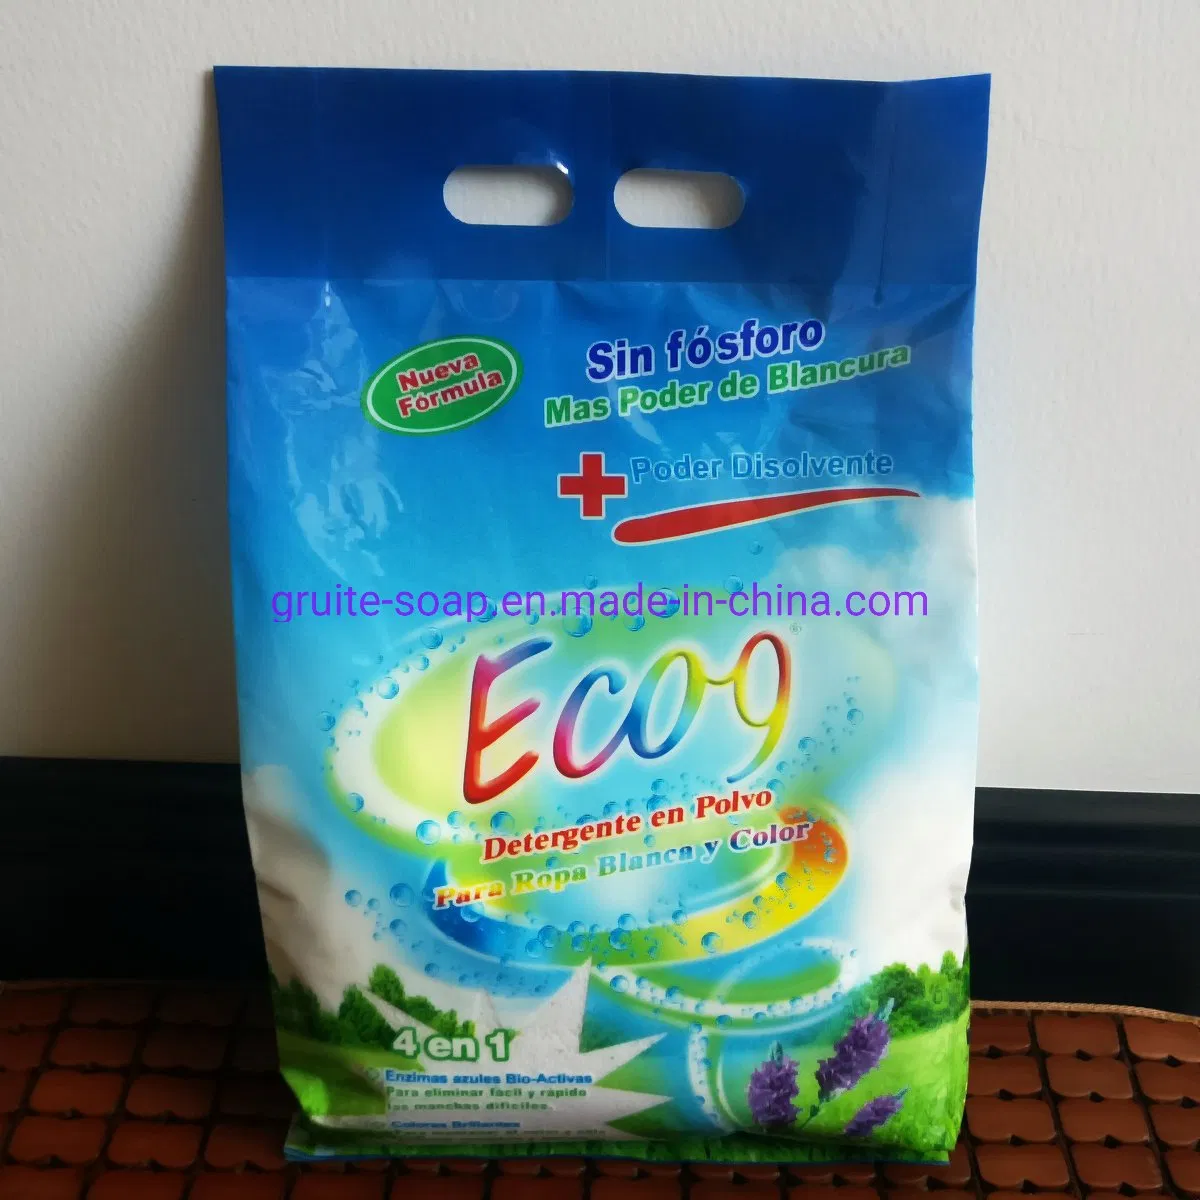 Nueva
Fórmula
Sin fósforo
Mas Poder de Blancura
+ Poder Disolvente
gruite-soap.en.made-in-china.com
Eco9
Detergente en Polvo
Para Ropa Blanca y Color
4 en 1
Enzimas azules Bio-Activas
Para eliminar fácil y rápido
las manchas dificiles.
Colores Brillantes